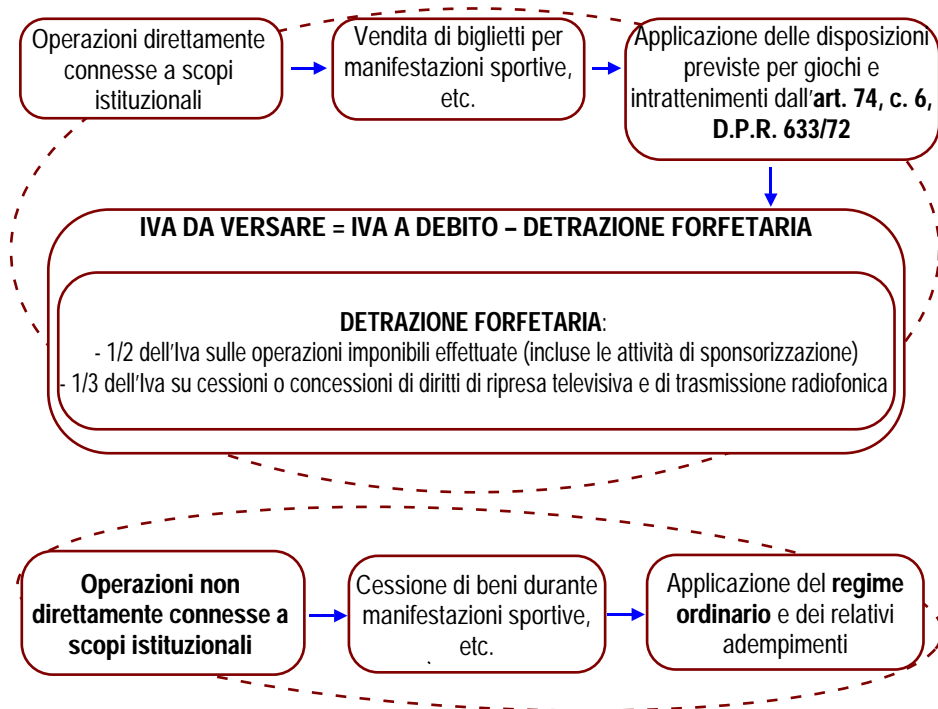 Operazioni direttamente
connesse a scopi
istituzionali
Vendita di biglietti per
manifestazioni sportive,
etc.
Applicazione delle disposizioni
previste per giochi e
intrattenimenti dall'art. 74, c. 6,
D.P.R. 633/72
IVA DA VERSARE = IVA A DEBITO – DETRAZIONE FORFETARIA
DETRAZIONE FORFETARIA:
- 1/2 dell'Iva sulle operazioni imponibili effettuate (incluse le attività di sponsorizzazione)
- 1/3 dell'Iva su cessioni o concessioni di diritti di ripresa televisiva e di trasmissione radiofonica
Operazioni non
direttamente connesse a
scopi istituzionali
Cessione di beni durante
manifestazioni sportive,
etc.
Applicazione del regime
ordinario e dei relativi
adempimenti